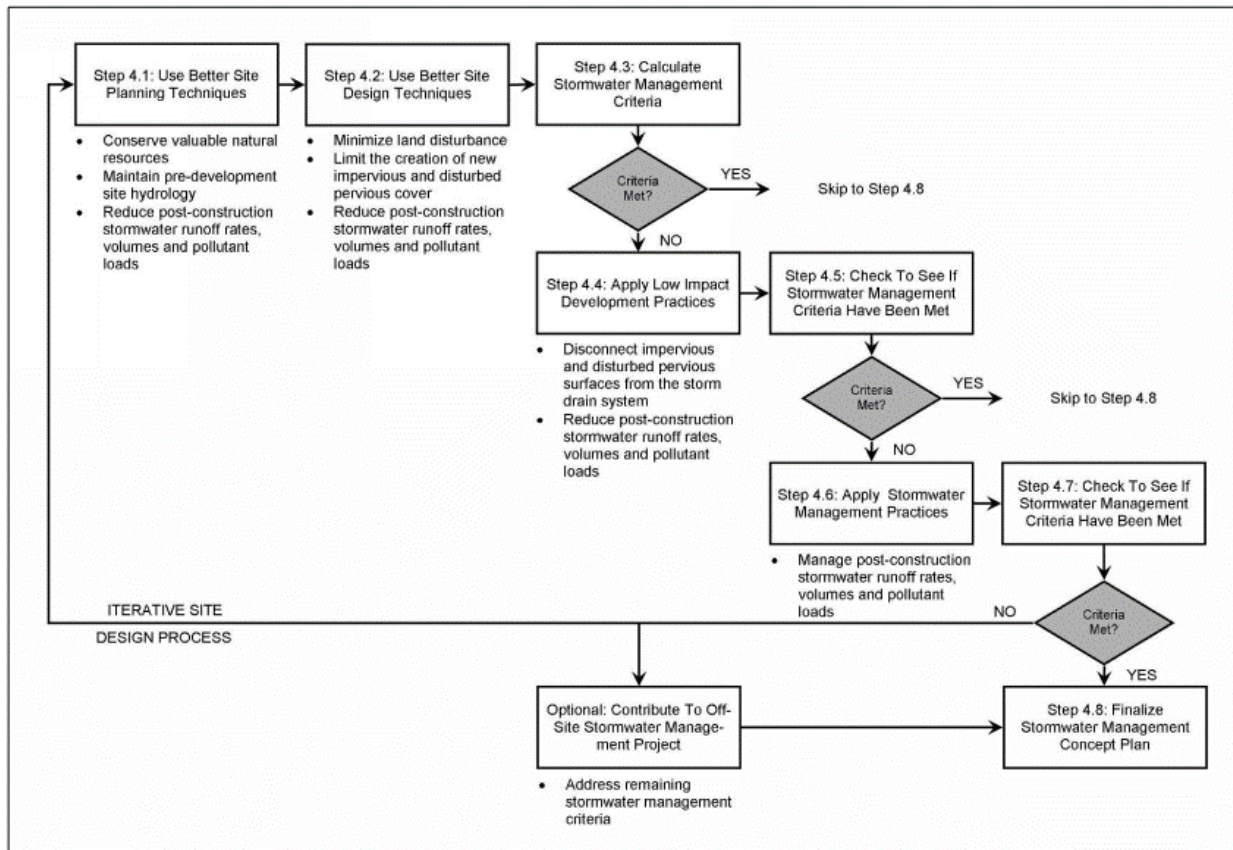 Step 4.1: Use Better Site
Planning Techniques
• Conserve valuable natural
resources
• Maintain pre-development
site hydrology
• Reduce post-construction
stormwater runoff rates,
volumes and pollutant
loads
Step 4.2: Use Better Site
Design Techniques
• Minimize land disturbance
• Limit the creation of new
impervious and disturbed
pervious cover
• Reduce post-construction
stormwater runoff rates,
volumes and pollutant
loads
Step 4.3: Calculate
Stormwater Management
Criteria
Criteria
Met?
YES
Skip to Step 4.8
NO
Step 4.4: Apply Low Impact
Development Practices
• Disconnect impervious
and disturbed pervious
surfaces from the storm
drain system
• Reduce post-construction
stormwater runoff rates,
volumes and pollutant
loads
Step 4.5: Check To See If
Stormwater Management
Criteria Have Been Met
Criteria
Met?
YES
Skip to Step 4.8
NO
Step 4.6: Apply Stormwater
Management Practices
• Manage post-construction
stormwater runoff rates,
volumes and pollutant
loads
Step 4.7: Check To See If
Stormwater Management
Criteria Have Been Met
Criteria
Met?
NO
YES
ITERATIVE SITE
DESIGN PROCESS
Optional: Contribute To Off-
Site Stormwater Manage-
ment Project
• Address remaining
stormwater management
criteria
Step 4.8: Finalize
Stormwater Management
Concept Plan